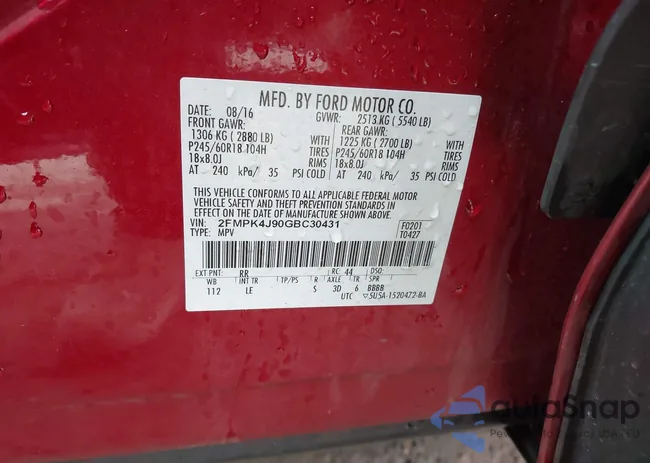 MFD. BY FORD MOTOR CO.
DATE: 08/16 GVWR: 2513 KG ( 5540 LB)
FRONT GAWR: REAR GAWR:
1306 KG ( 2880 LB) WITH 1225 KG ( 2700 LB) WITH
P245/60R18 104H TIRES P245/60R18 104H TIRES
18x8.0J RIMS 18x8.0J RIMS
AT 240 kPa/ 35 PSI COLD AT 240 kPa/ 35 PSI COLD
THIS VEHICLE CONFORMS TO ALL APPLICABLE FEDERAL MOTOR
VEHICLE SAFETY AND THEFT PREVENTION STANDARDS
IN EFFECT ON THE DATE OF MANUFACTURE SHOWN ABOVE.
VIN: 2FMPK4J90GBC30431 F0201
TYPE: MPV T0427
EXT PNT: RR RC: 44 DSO:
WB INT TR TP/PS R AXLE TR SPR
112 LE S 3D 6 BBBB
UTC ▽5U5A-1520472-BA
autoSnap